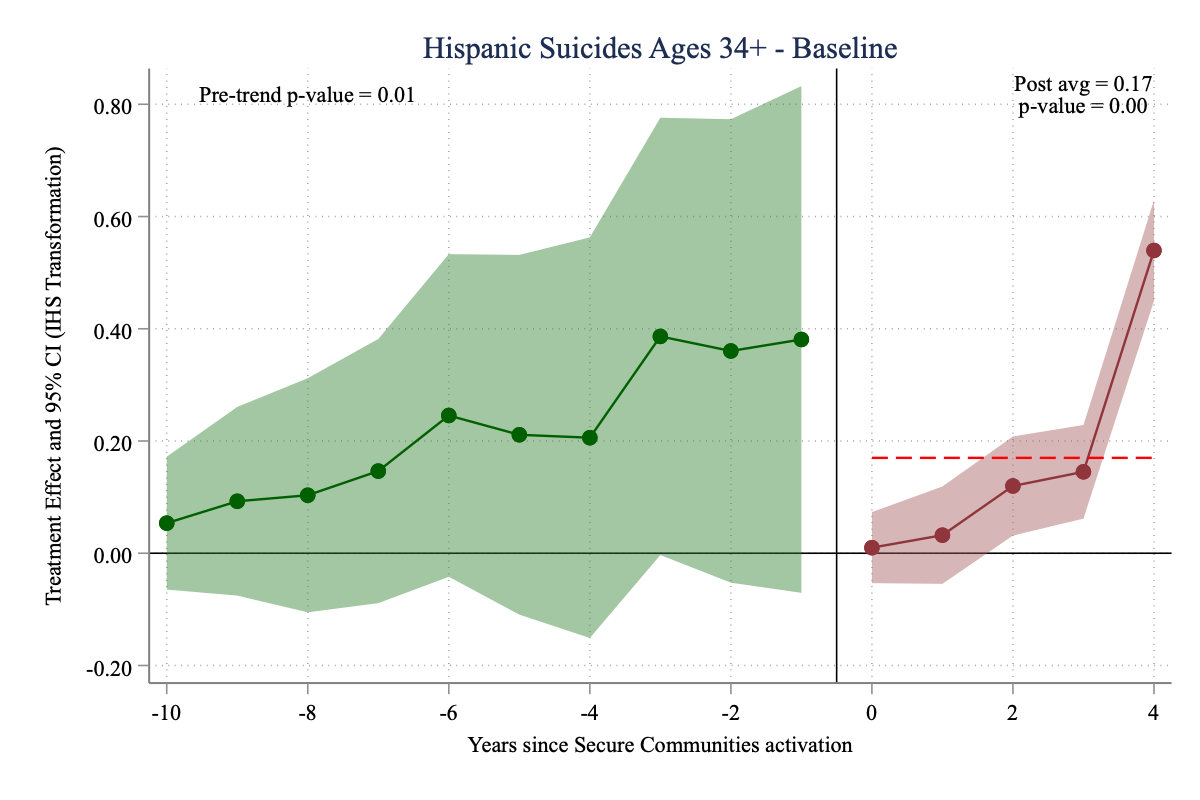 Hispanic Suicides Ages 34+ - Baseline
Pre-trend p-value = 0.01
Post avg = 0.17
p-value = 0.00
Treatment Effect and 95% CI (IHS Transformation)
0.80
0.60
0.40
0.20
0.00
-0.20
-10 -8 -6 -4 -2 0 2 4
Years since Secure Communities activation